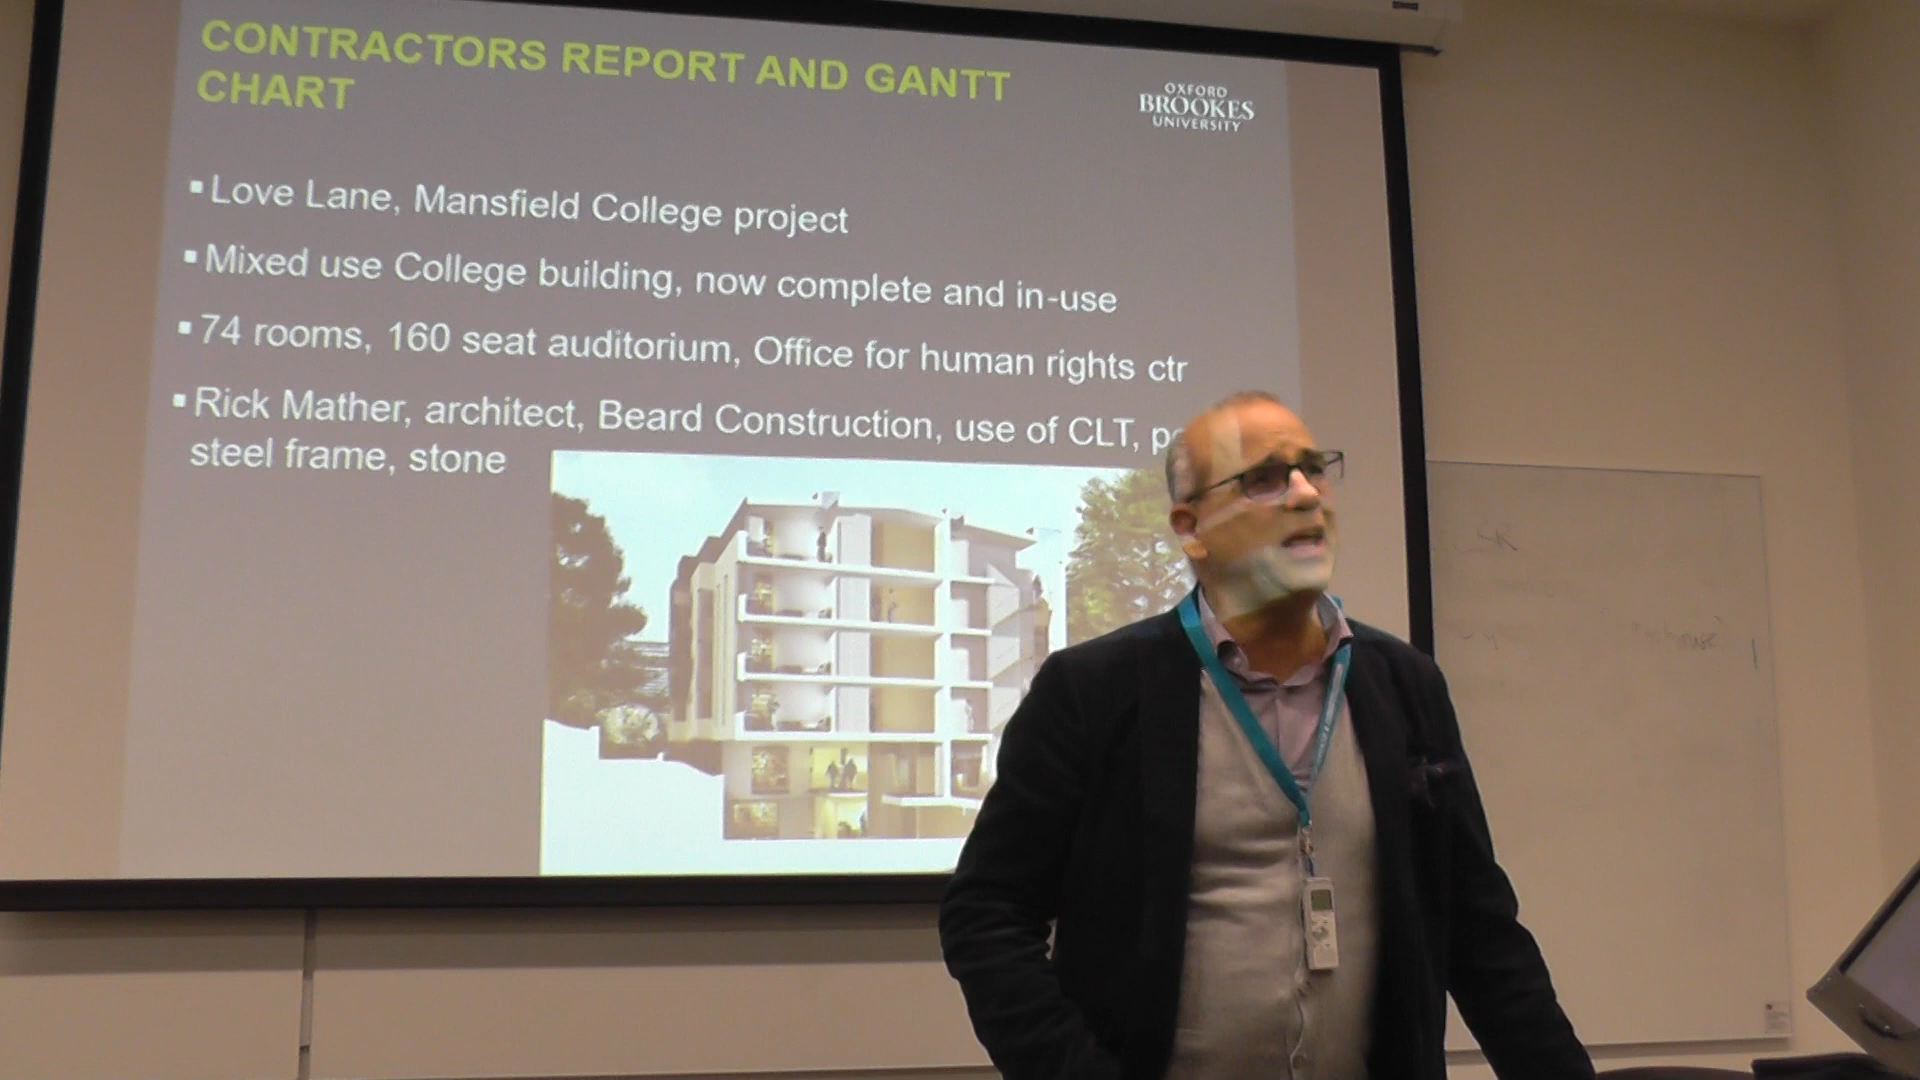 CONTRACTORS REPORT AND GANTT
CHART
OXFORD
BROOKES
UNIVERSITY
▪Love Lane, Mansfield College project
▪Mixed use College building, now complete and in-use
▪74 rooms, 160 seat auditorium, Office for human rights ctr
▪Rick Mather, architect, Beard Construction, use of CLT,
steel frame, stone